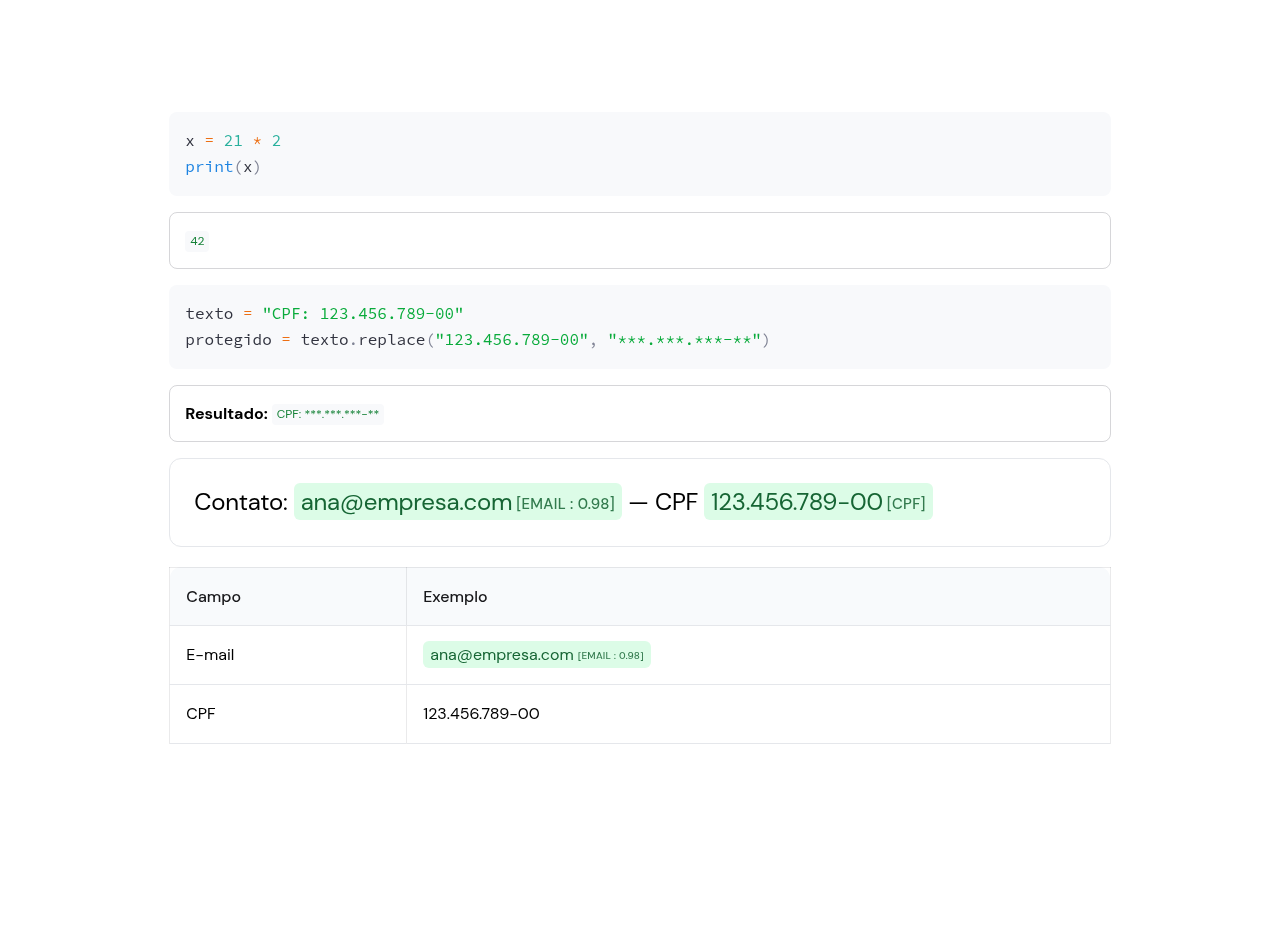 x = 21 * 2
print(x)
42
texto = "CPF: 123.456.789-00"
protegido = texto.replace("123.456.789-00", "***.***.***-**")
Resultado: CPF: ***.***.***-**
Contato: ana@empresa.com [EMAIL : 0.98] — CPF 123.456.789-00 [CPF]
Campo Exemplo
E-mail ana@empresa.com [EMAIL : 0.98]
CPF 123.456.789-00